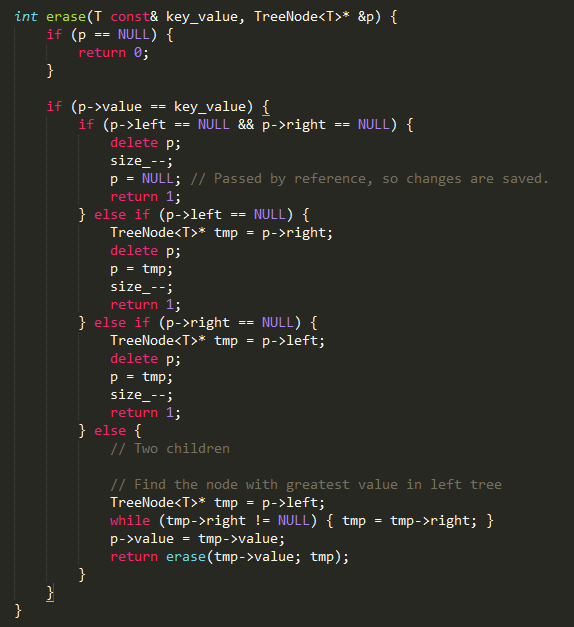 int erase(T const& key_value, TreeNode<T>* &p) {
    if (p == NULL) {
        return 0;
    }

    if (p->value == key_value) {
        if (p->left == NULL && p->right == NULL) {
            delete p;
            size_--;
            p = NULL; // Passed by reference, so changes are saved.
            return 1;
        } else if (p->left == NULL) {
            TreeNode<T>* tmp = p->right;
            delete p;
            p = tmp;
            size_--;
            return 1;
        } else if (p->right == NULL) {
            TreeNode<T>* tmp = p->left;
            delete p;
            p = tmp;
            size_--;
            return 1;
        } else {
            // Two children

            // Find the node with greatest value in left tree
            TreeNode<T>* tmp = p->left;
            while (tmp->right != NULL) { tmp = tmp->right; }
            p->value = tmp->value;
            return erase(tmp->value; tmp);
        }
    }
}